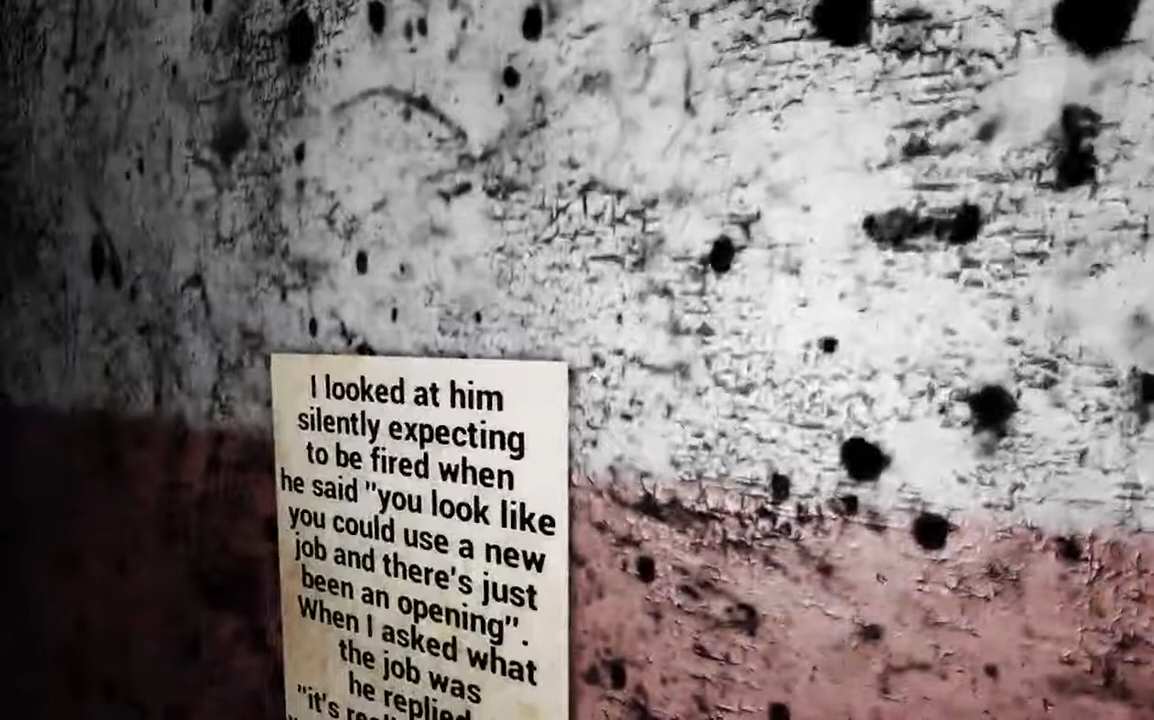 I looked at him
silently expecting
to be fired when
he said "you look like
you could use a new
job and there's just
been an opening".
When I asked what
the job was
he replied
"it's